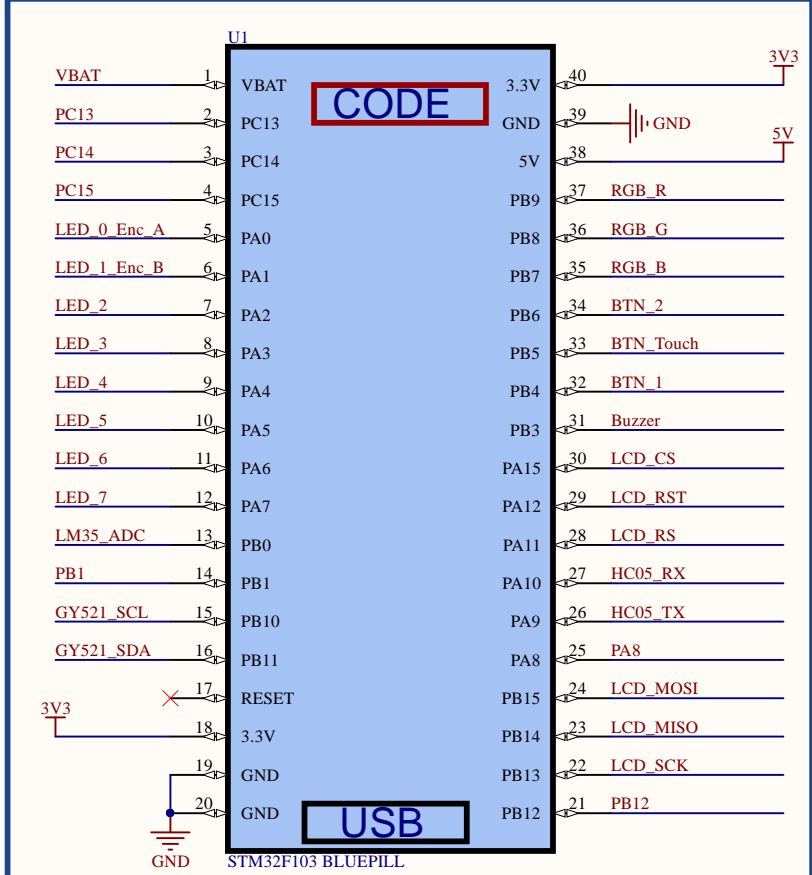 U1
VBAT 1 VBAT CODE 3.3V 40 3V3
PC13 2 PC13 GND 39 GND
PC14 3 PC14 5V 38 5V
PC15 4 PC15 PB9 37 RGB_R
LED_0_Enc_A 5 PA0 PB8 36 RGB_G
LED_1_Enc_B 6 PA1 PB7 35 RGB_B
LED_2 7 PA2 PB6 34 BTN_2
LED_3 8 PA3 PB5 33 BTN_Touch
LED_4 9 PA4 PB4 32 BTN_1
LED_5 10 PA5 PB3 31 Buzzer
LED_6 11 PA6 PA15 30 LCD_CS
LED_7 12 PA7 PA12 29 LCD_RST
LM35_ADC 13 PB0 PA11 28 LCD_RS
PB1 14 PB1 PA10 27 HC05_RX
GY521_SCL 15 PB10 PA9 26 HC05_TX
GY521_SDA 16 PB11 PA8 25 PA8
17 RESET PB15 24 LCD_MOSI
3V3 18 3.3V PB14 23 LCD_MISO
19 GND PB13 22 LCD_SCK
20 GND USB PB12 21 PB12
GND STM32F103 BLUEPILL